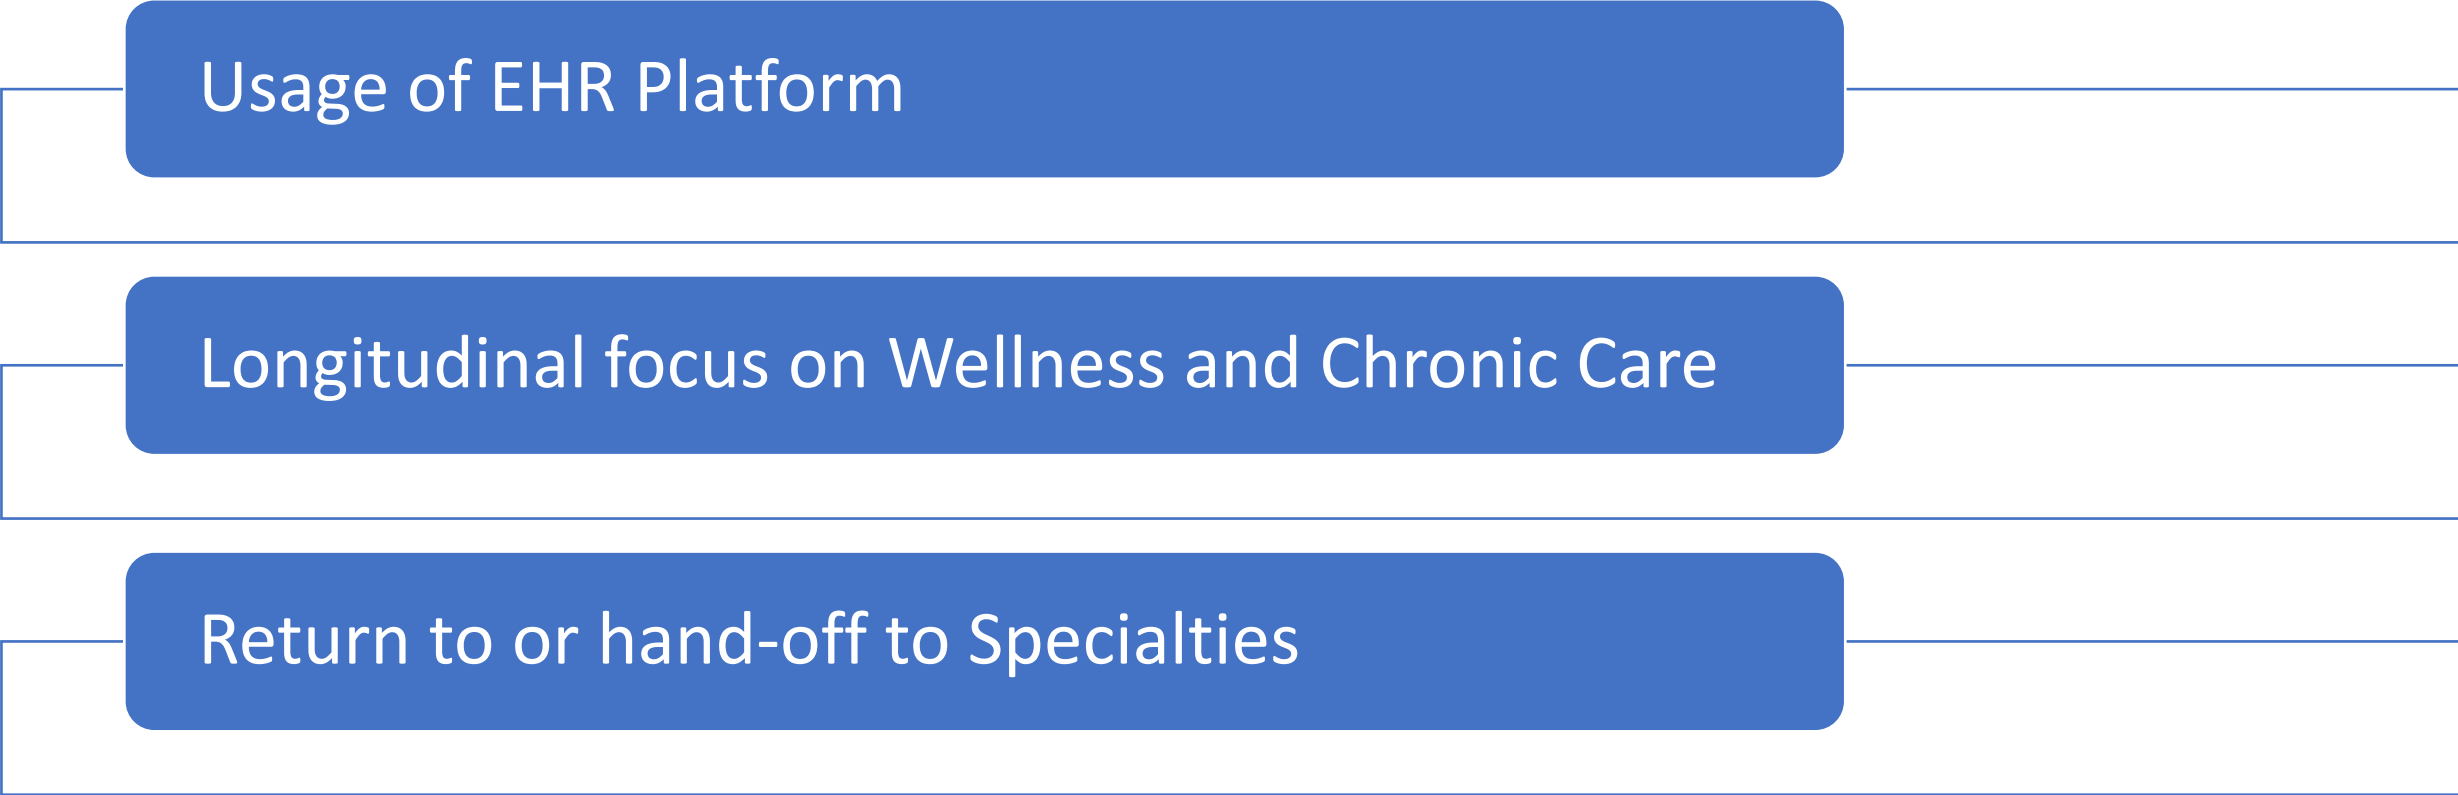 Usage of EHR Platform
Longitudinal focus on Wellness and Chronic Care
Return to or hand-off to Specialties